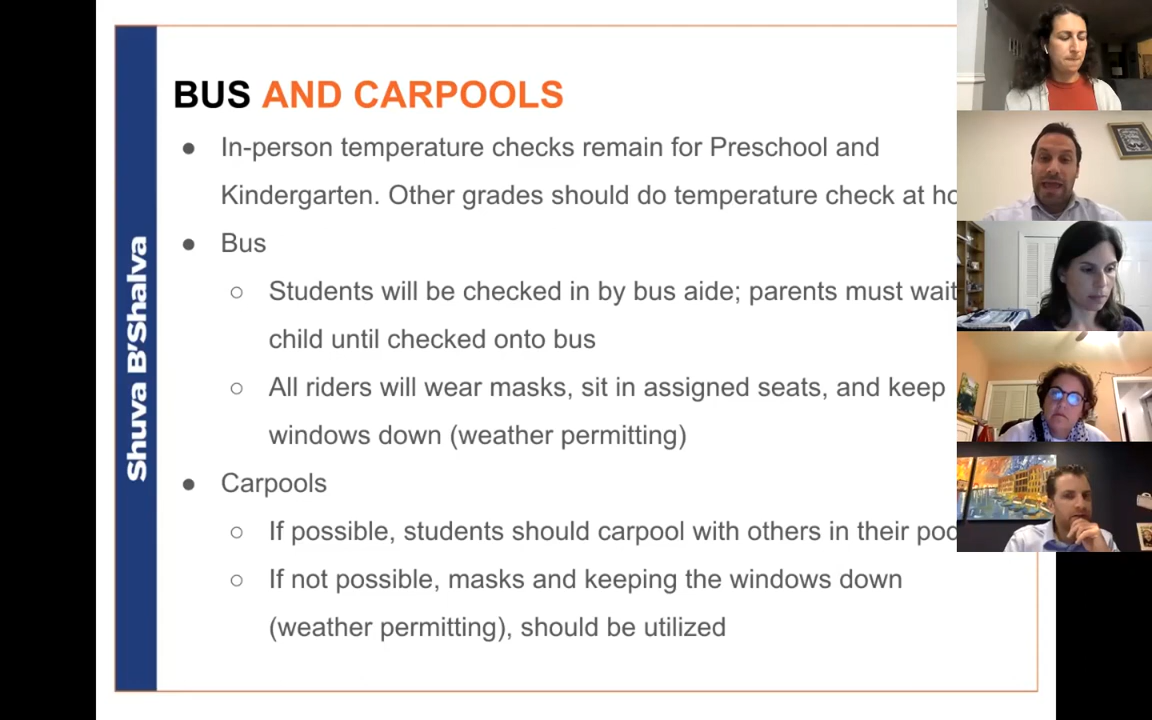 BUS AND CARPOOLS
● In-person temperature checks remain for Preschool and
Kindergarten. Other grades should do temperature check at
● Bus
○ Students will be checked in by bus aide; parents must wait
child until checked onto bus
○ All riders will wear masks, sit in assigned seats, and keep
windows down (weather permitting)
● Carpools
○ If possible, students should carpool with others in their
○ If not possible, masks and keeping the windows down
(weather permitting), should be utilized
Shuva B'Shalva